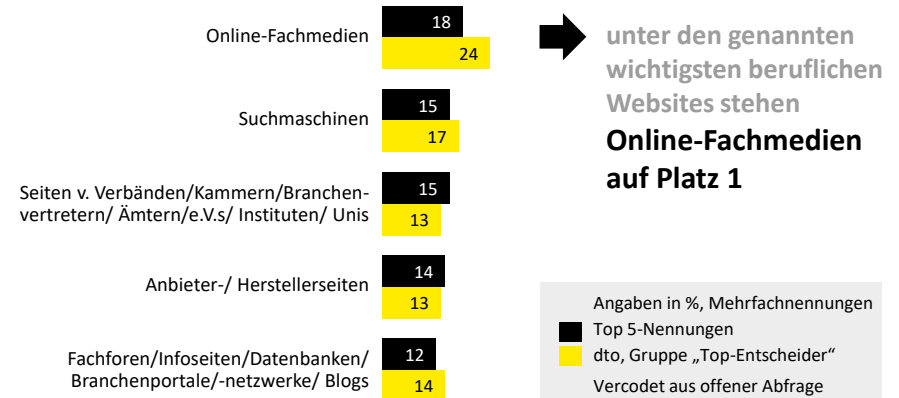 Online-Fachmedien
18
24
unter den genannten
wichtigsten beruflichen
Websites stehen
Online-Fachmedien
auf Platz 1
Suchmaschinen
15
17
Seiten v. Verbänden/Kammern/Branchen-
vertretern/ Ämtern/e.V.s/ Instituten/ Unis
15
13
Anbieter-/ Herstellerseiten
14
13
Fachforen/Infoseiten/Datenbanken/
Branchenportale/-netzwerke/ Blogs
12
14
Angaben in %, Mehrfachnennungen
Top 5-Nennungen
dto, Gruppe „Top-Entscheider“
Vercodet aus offener Abfrage